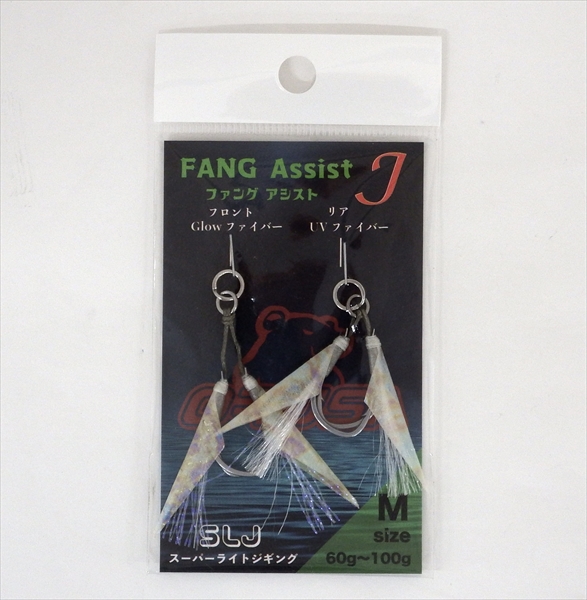 FANG Assist J
ファング アシスト
フロント
Glow ファイバー
リア
UV ファイバー
M
size
SLJ
スーパーライトジギング
60g~100g